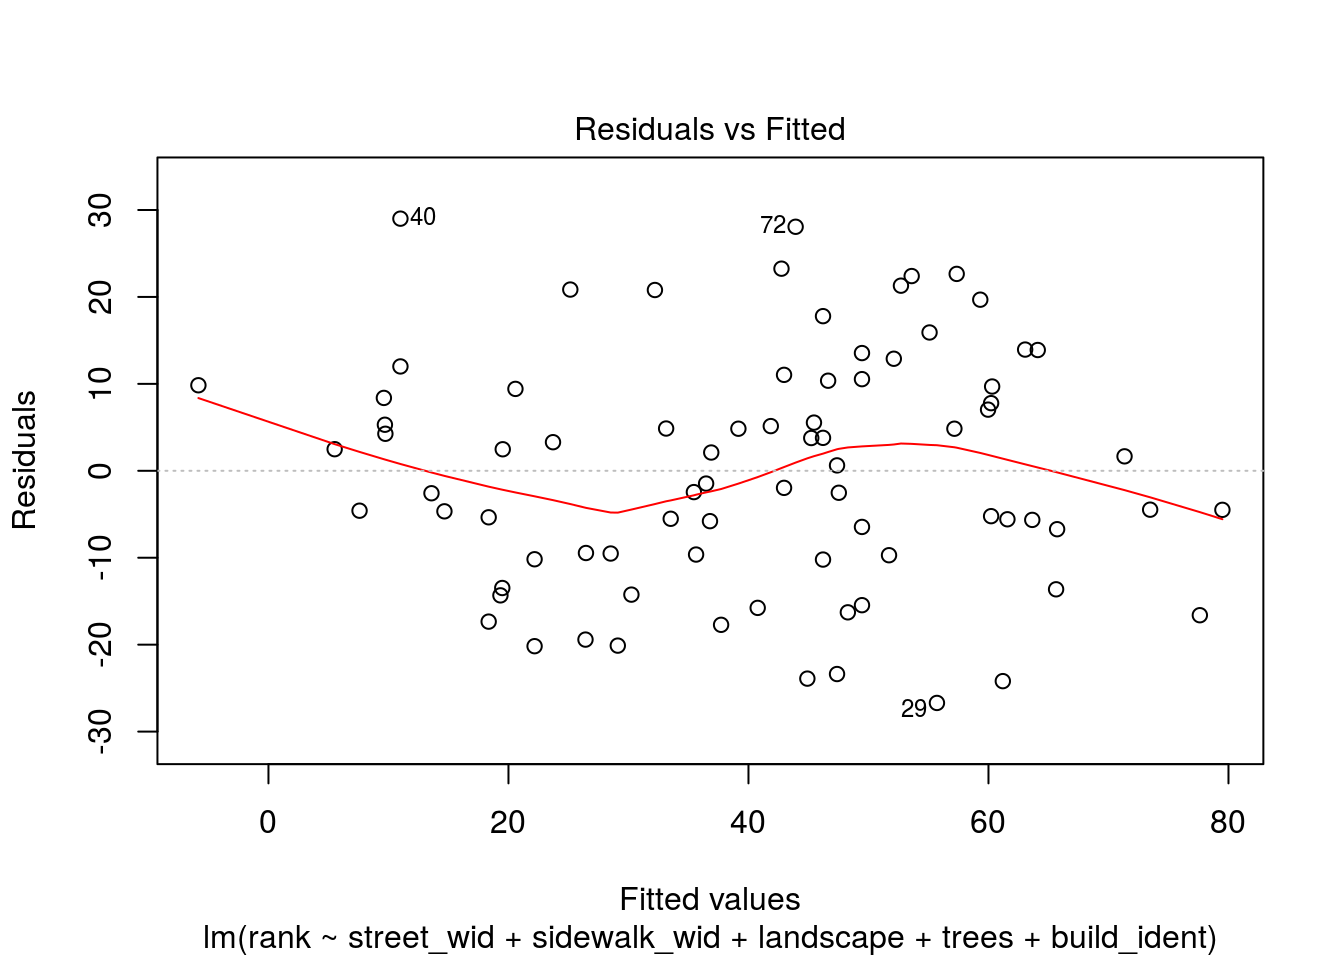 Residuals vs Fitted
Residuals
30
20
10
0
-10
-20
-30
40
72
29
0 20 40 60 80
Fitted values
lm(rank ~ street_wid + sidewalk_wid + landscape + trees + build_ident)